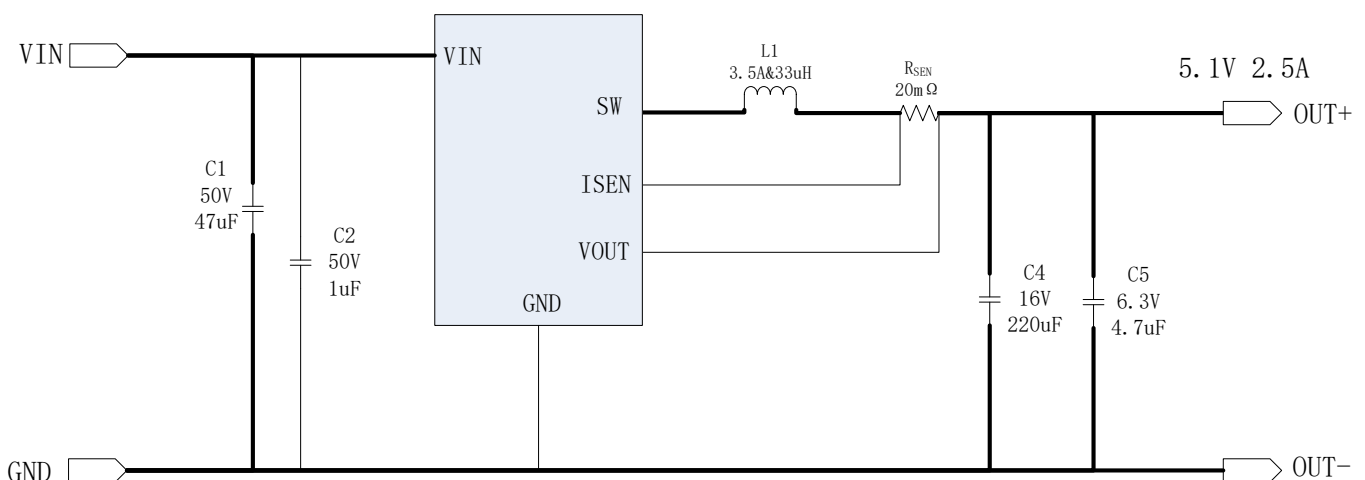 VIN
VIN
SW
ISEN
VOUT
GND
C1
50V
47uF
C2
50V
1uF
L1
3.5A&33uH
RSEN
20mΩ
5.1V 2.5A
OUT+
C4
16V
220uF
C5
6.3V
4.7uF
GND
OUT-